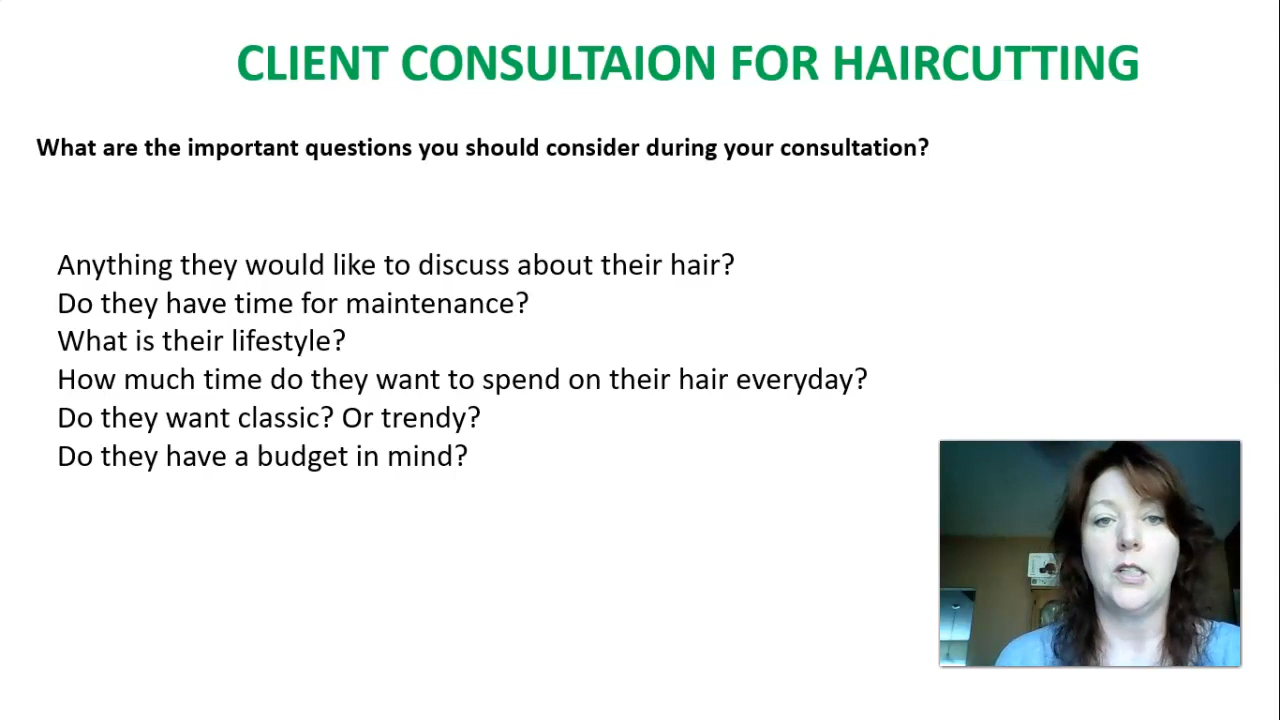 CLIENT CONSULTAION FOR HAIRCUTTING
What are the important questions you should consider during your consultation?
Anything they would like to discuss about their hair?
Do they have time for maintenance?
What is their lifestyle?
How much time do they want to spend on their hair everyday?
Do they want classic? Or trendy?
Do they have a budget in mind?